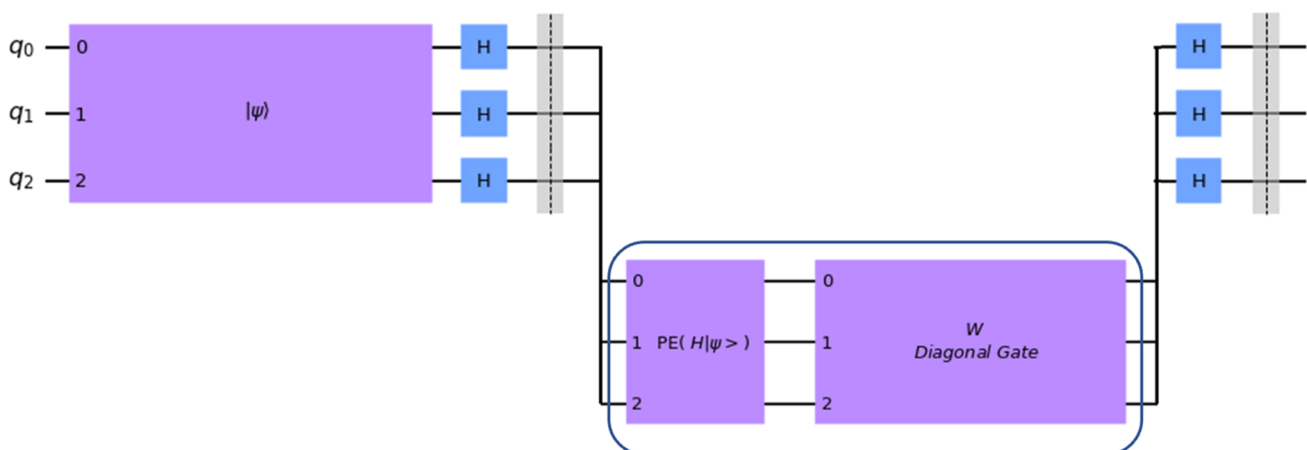 q₀ 0 H H
|ψ⟩
q₁ 1 H H
q₂ 2 H H
0 0
1 PE( H|ψ > ) W
Diagonal Gate
1
2 2